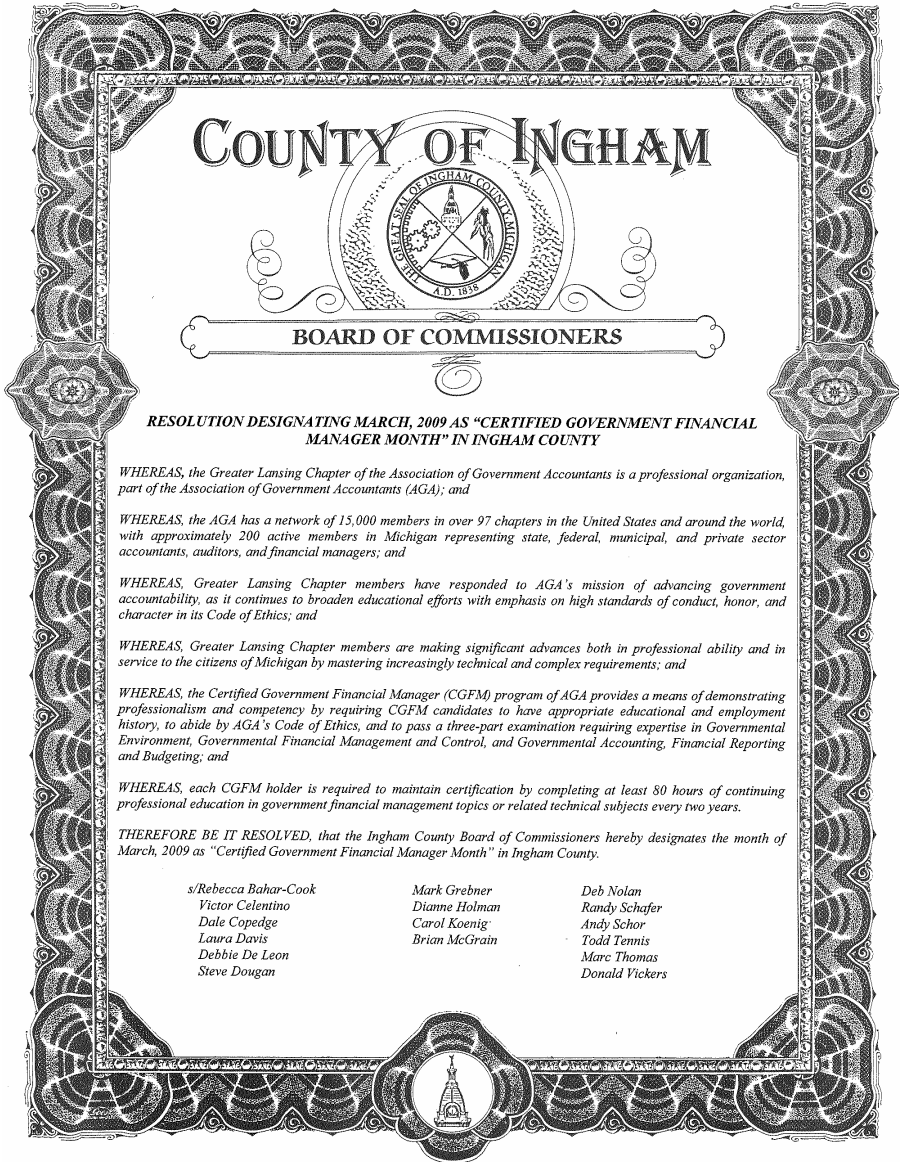 COUNTY OF INGHAM
THE GREAT SEAL OF INGHAM COUNTY, MICHIGAN
A.D. 1838
BOARD OF COMMISSIONERS
RESOLUTION DESIGNATING MARCH, 2009 AS “CERTIFIED GOVERNMENT FINANCIAL
MANAGER MONTH” IN INGHAM COUNTY
WHEREAS, the Greater Lansing Chapter of the Association of Government Accountants is a professional organization,
part of the Association of Government Accountants (AGA); and
WHEREAS, the AGA has a network of 15,000 members in over 97 chapters in the United States and around the world,
with approximately 200 active members in Michigan representing state, federal, municipal, and private sector
accountants, auditors, and financial managers; and
WHEREAS, Greater Lansing Chapter members have responded to AGA’s mission of advancing government
accountability, as it continues to broaden educational efforts with emphasis on high standards of conduct, honor, and
character in its Code of Ethics; and
WHEREAS, Greater Lansing Chapter members are making significant advances both in professional ability and in
service to the citizens of Michigan by mastering increasingly technical and complex requirements; and
WHEREAS, the Certified Government Financial Manager (CGFM) program of AGA provides a means of demonstrating
professionalism and competency by requiring CGFM candidates to have appropriate educational and employment
history, to abide by AGA’s Code of Ethics, and to pass a three-part examination requiring expertise in Governmental
Environment, Governmental Financial Management and Control, and Governmental Accounting, Financial Reporting
and Budgeting; and
WHEREAS, each CGFM holder is required to maintain certification by completing at least 80 hours of continuing
professional education in government financial management topics or related technical subjects every two years.
THEREFORE BE IT RESOLVED, that the Ingham County Board of Commissioners hereby designates the month of
March, 2009 as “Certified Government Financial Manager Month” in Ingham County.
s/Rebecca Bahar-Cook
Victor Celentino
Dale Copedge
Laura Davis
Debbie De Leon
Steve Dougan
Mark Grebner
Dianne Holman
Carol Koenig
Brian McGrain
Deb Nolan
Randy Schafer
Andy Schor
Todd Tennis
Marc Thomas
Donald Vickers